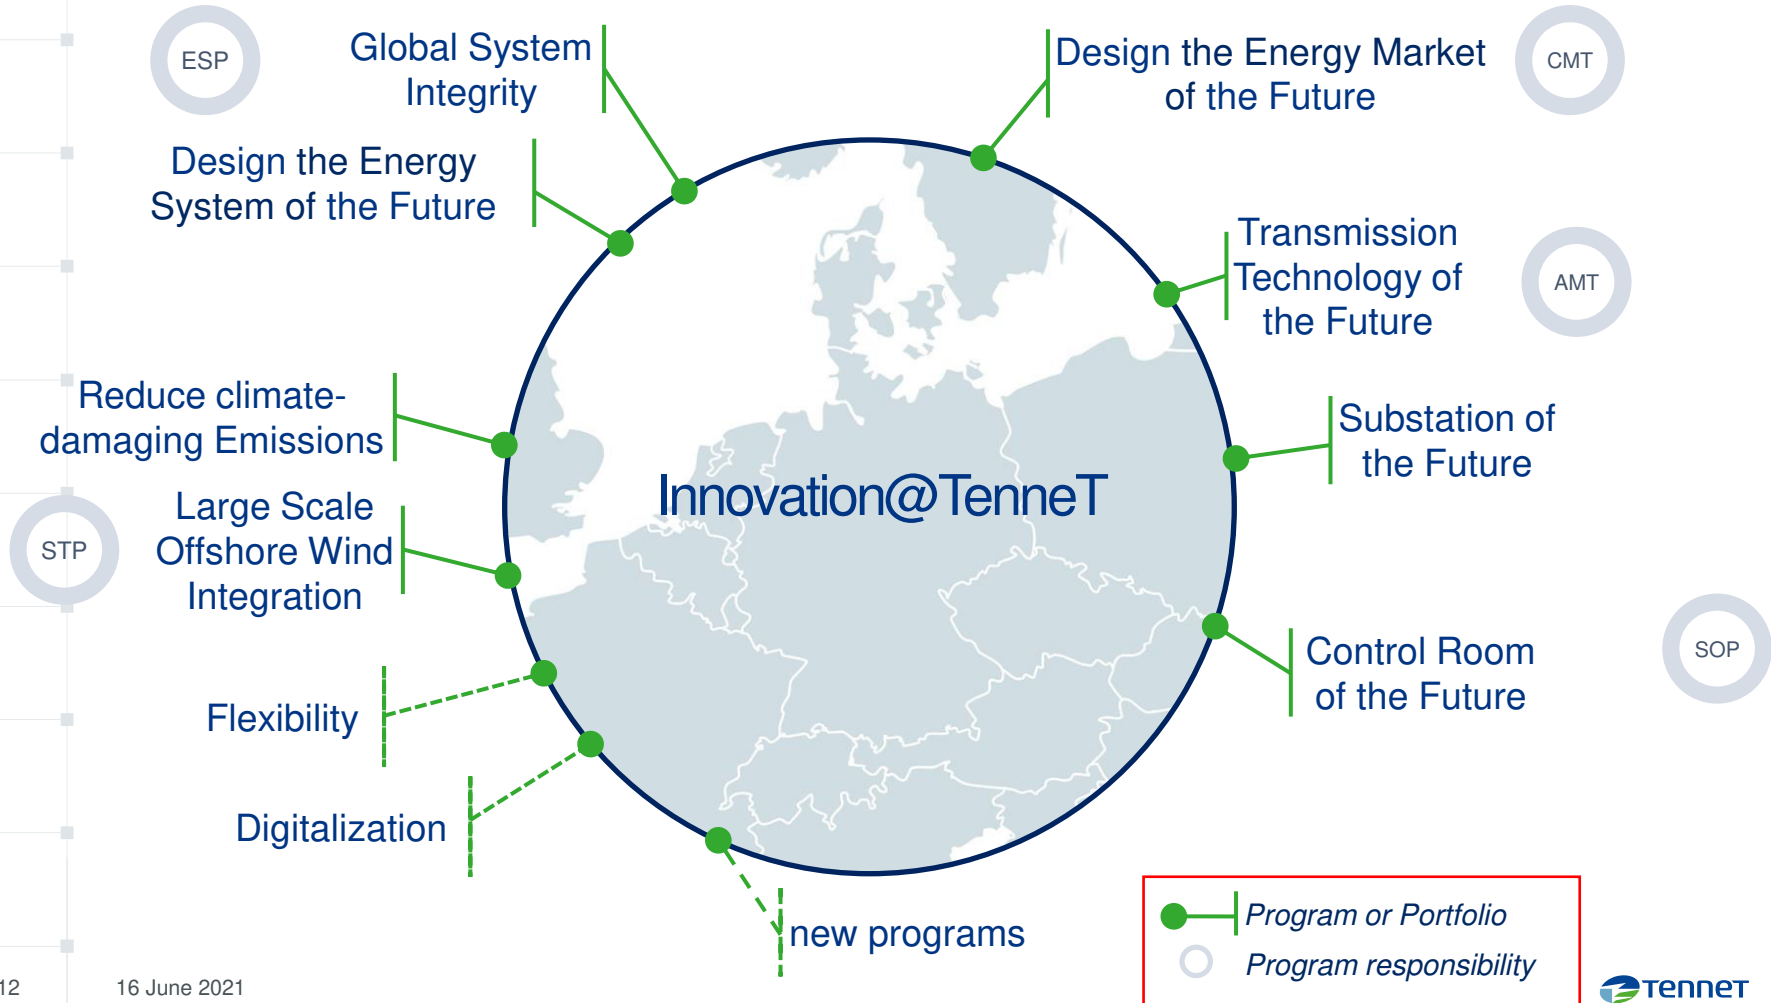 ESP
Global System
Integrity
Design the Energy
System of the Future
Reduce climate-
damaging Emissions
STP
Large Scale
Offshore Wind
Integration
Flexibility
Digitalization
new programs
Innovation@TenneT
Design the Energy Market
of the Future
CMT
Transmission
Technology of
the Future
AMT
Substation of
the Future
Control Room
of the Future
SOP
Program or Portfolio
Program responsibility
12
16 June 2021
TenneT